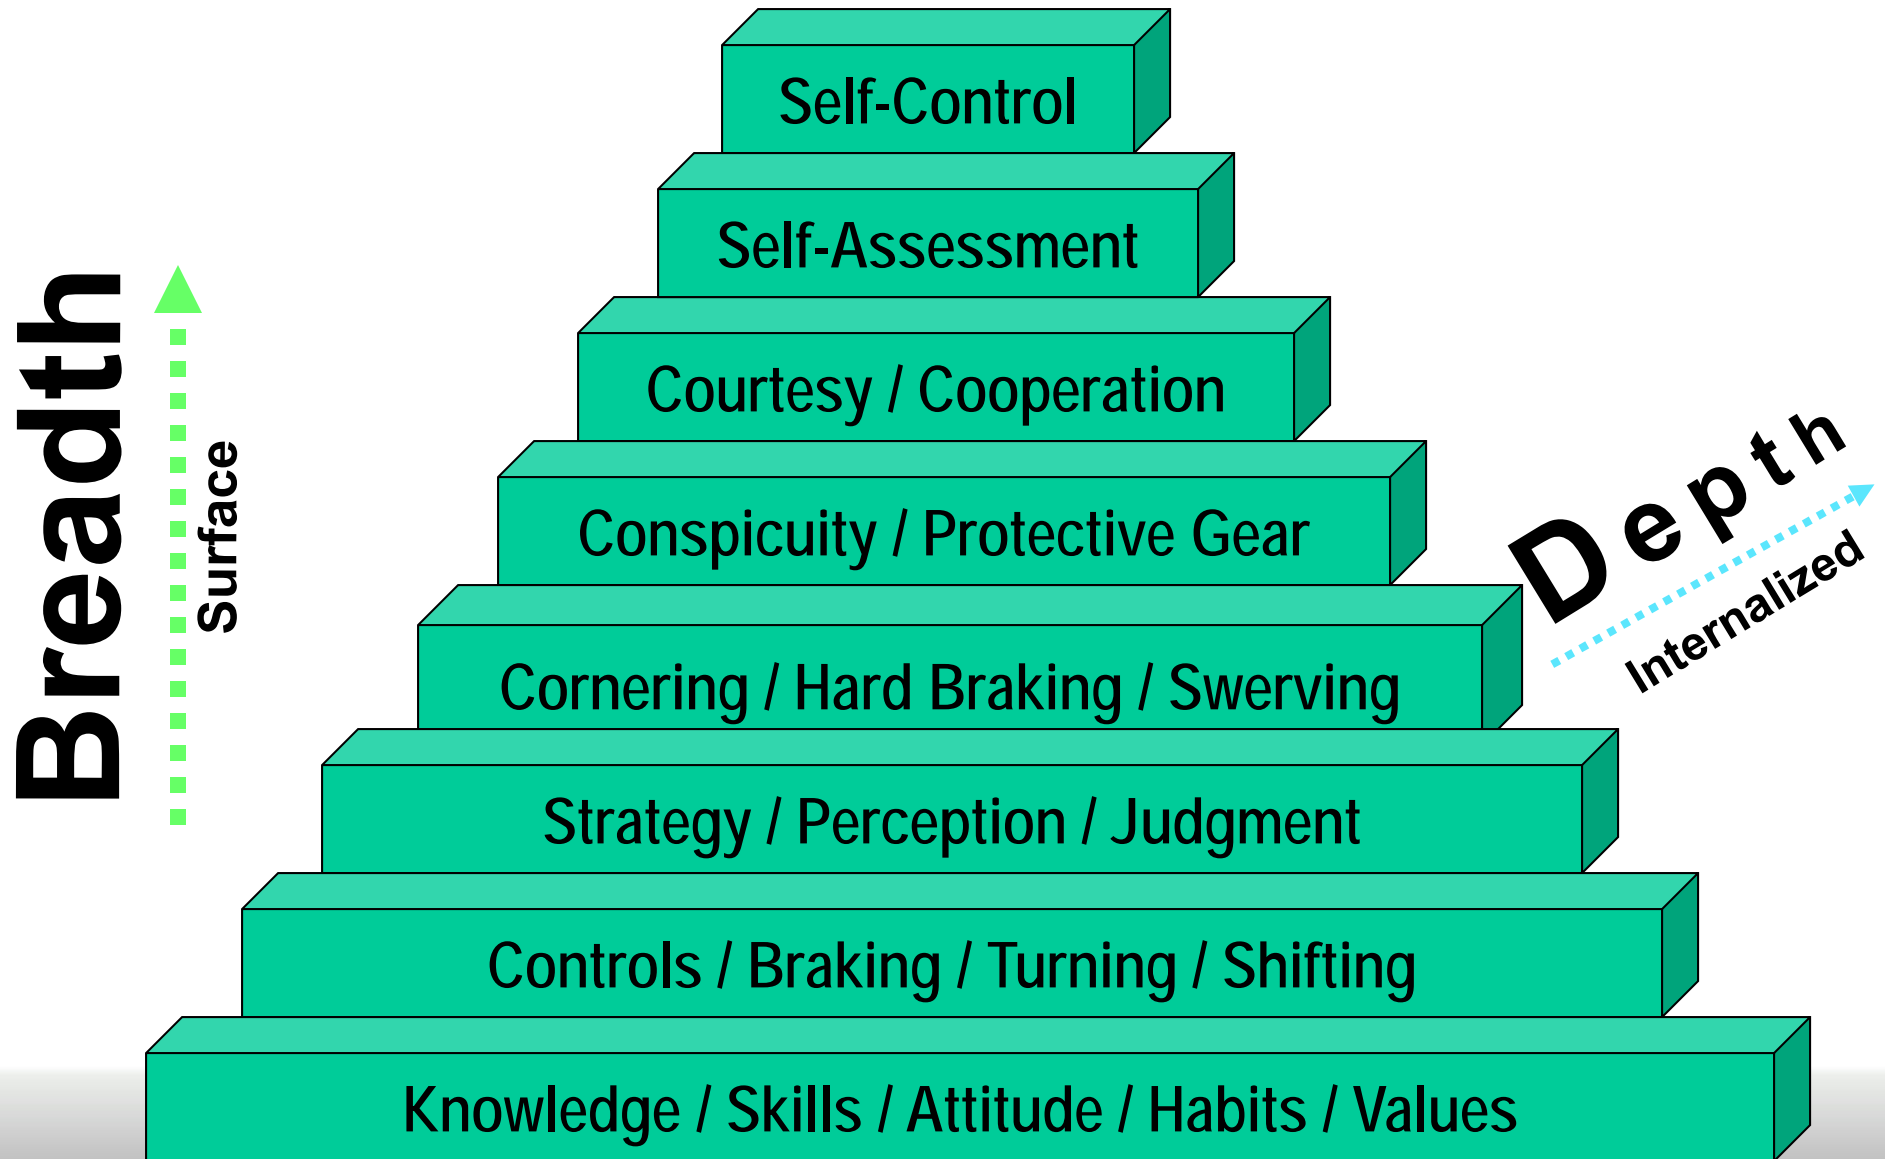 Self-Control
Self-Assessment
Courtesy / Cooperation
Conspicuity / Protective Gear
Cornering / Hard Braking / Swerving
Strategy / Perception / Judgment
Controls / Braking / Turning / Shifting
Knowledge / Skills / Attitude / Habits / Values
Breadth
Surface
Depth
Internalized